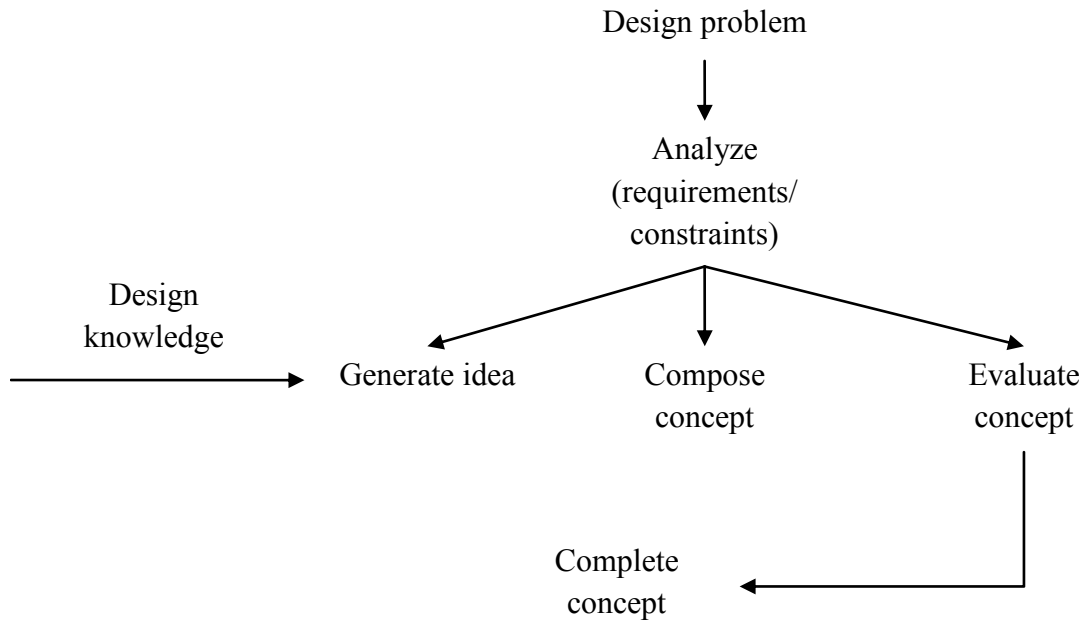 Design problem
Analyze
(requirements/
constraints)
Design
knowledge
Generate idea
Compose
concept
Evaluate
concept
Complete
concept